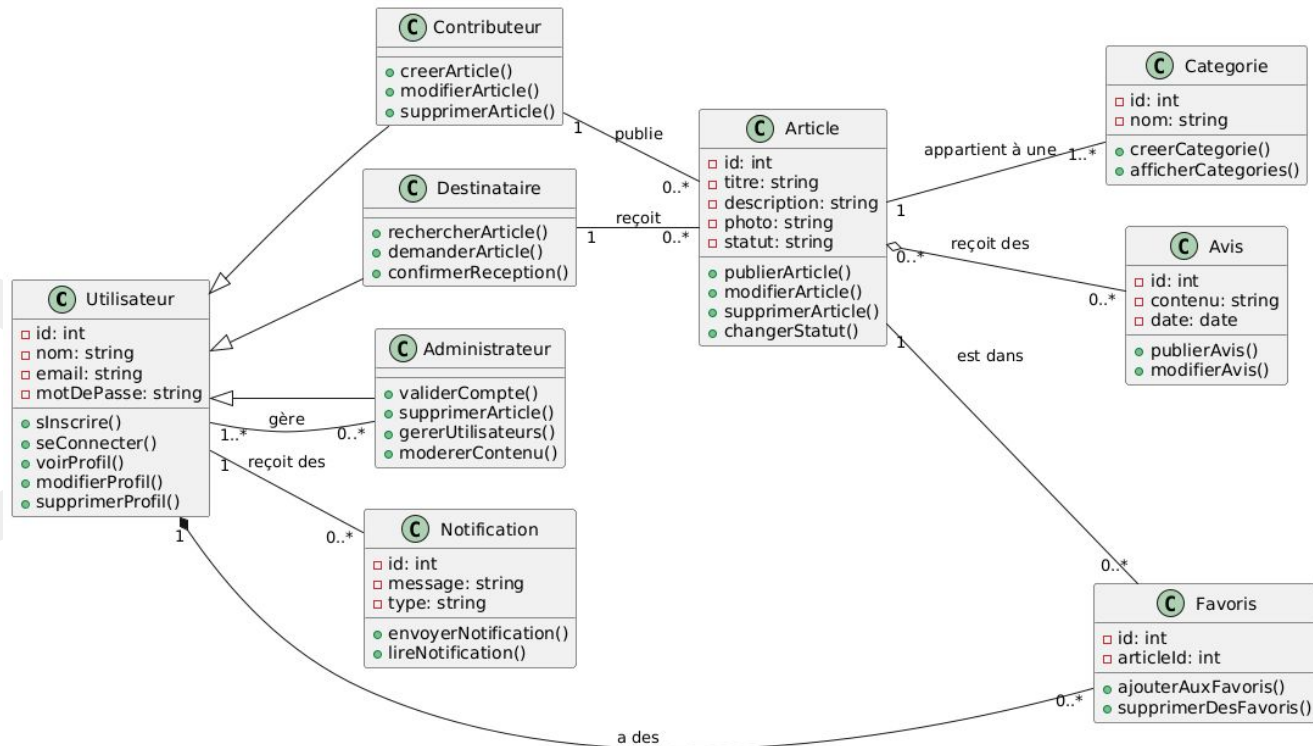 C Contributeur
creerArticle()
modifierArticle()
supprimerArticle()
1
publie
0..*
C Destinataire
rechercherArticle()
demanderArticle()
confirmerReception()
1
reçoit
0..*
C Utilisateur
id: int
nom: string
email: string
motDePasse: string
sInscrire()
seConnecter()
voirProfil()
modifierProfil()
supprimerProfil()
C Administrateur
validerCompte()
supprimerArticle()
gererUtilisateurs()
modererContenu()
gère
1..*
0..*
1
reçoit des
0..*
C Notification
id: int
message: string
type: string
envoyerNotification()
lireNotification()
C Article
id: int
titre: string
description: string
photo: string
statut: string
publierArticle()
modifierArticle()
supprimerArticle()
changerStatut()
appartient à une
1..*
1
C Categorie
id: int
nom: string
creerCategorie()
afficherCategories()
reçoit des
0..*
0..*
C Avis
id: int
contenu: string
date: date
publierAvis()
modifierAvis()
1
est dans
0..*
C Favoris
id: int
articleId: int
ajouterAuxFavoris()
supprimerDesFavoris()
1
a des
0..*